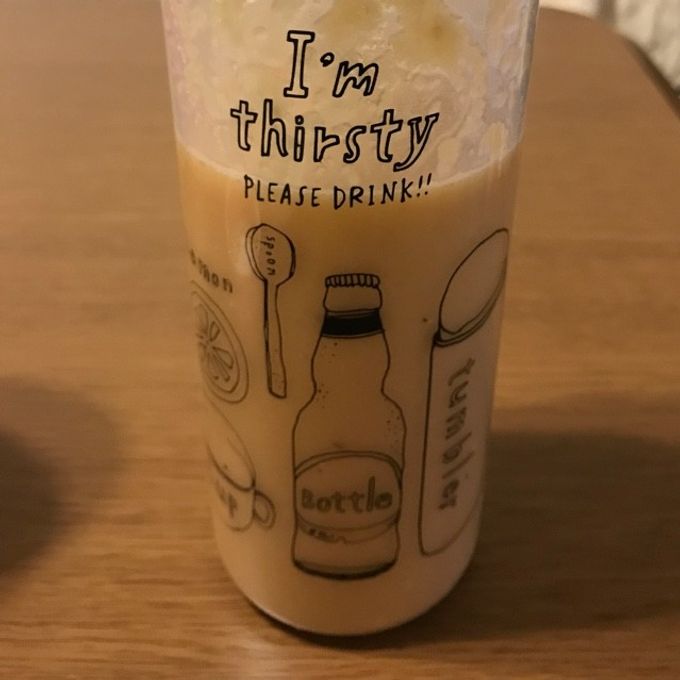 I'm
thirsty
PLEASE DRINK!!
spoon
Bottle
tumbler